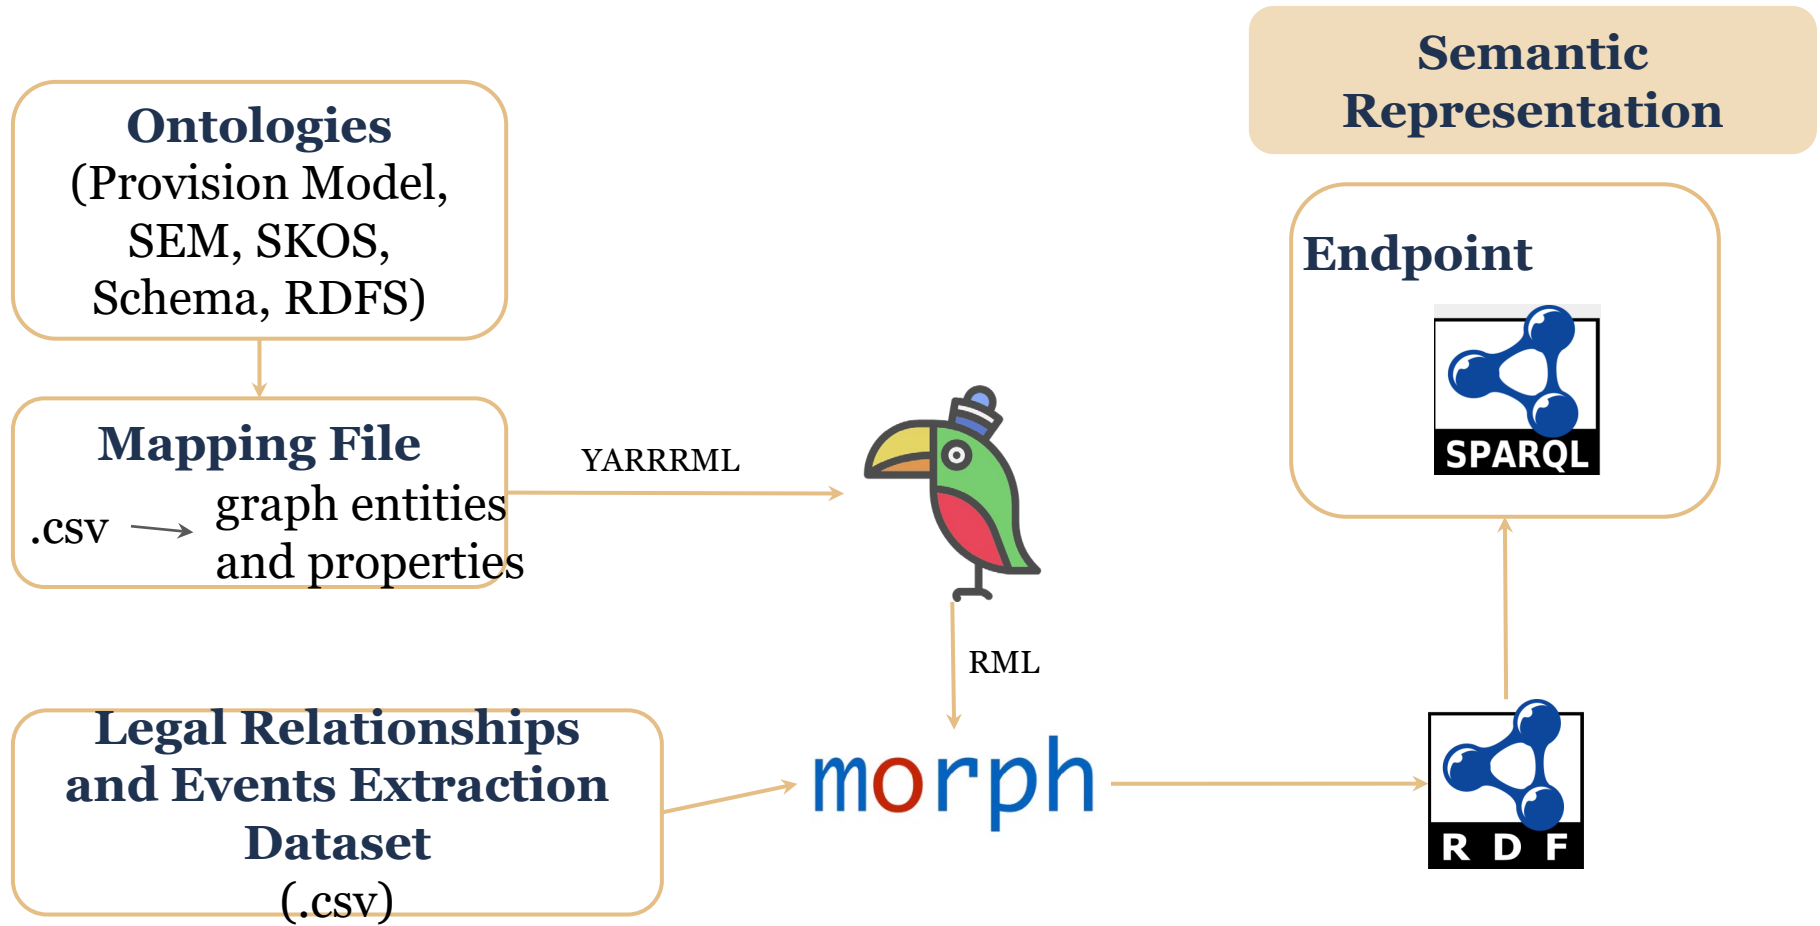 Semantic
Representation
Ontologies
(Provision Model,
SEM, SKOS,
Schema, RDFS)
Endpoint
SPARQL
Mapping File
.csv
graph entities
and properties
YARRRML
RML
Legal Relationships
and Events Extraction
Dataset
(.csv)
morph
RDF